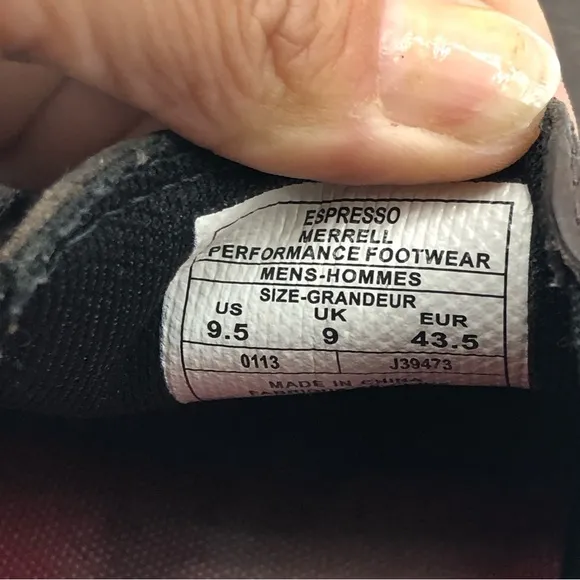 ESPRESSO
MERRELL
PERFORMANCE FOOTWEAR
MENS-HOMMES
SIZE-GRANDEUR
US UK EUR
9.5 9 43.5
0113 J39473
MADE IN CHINA